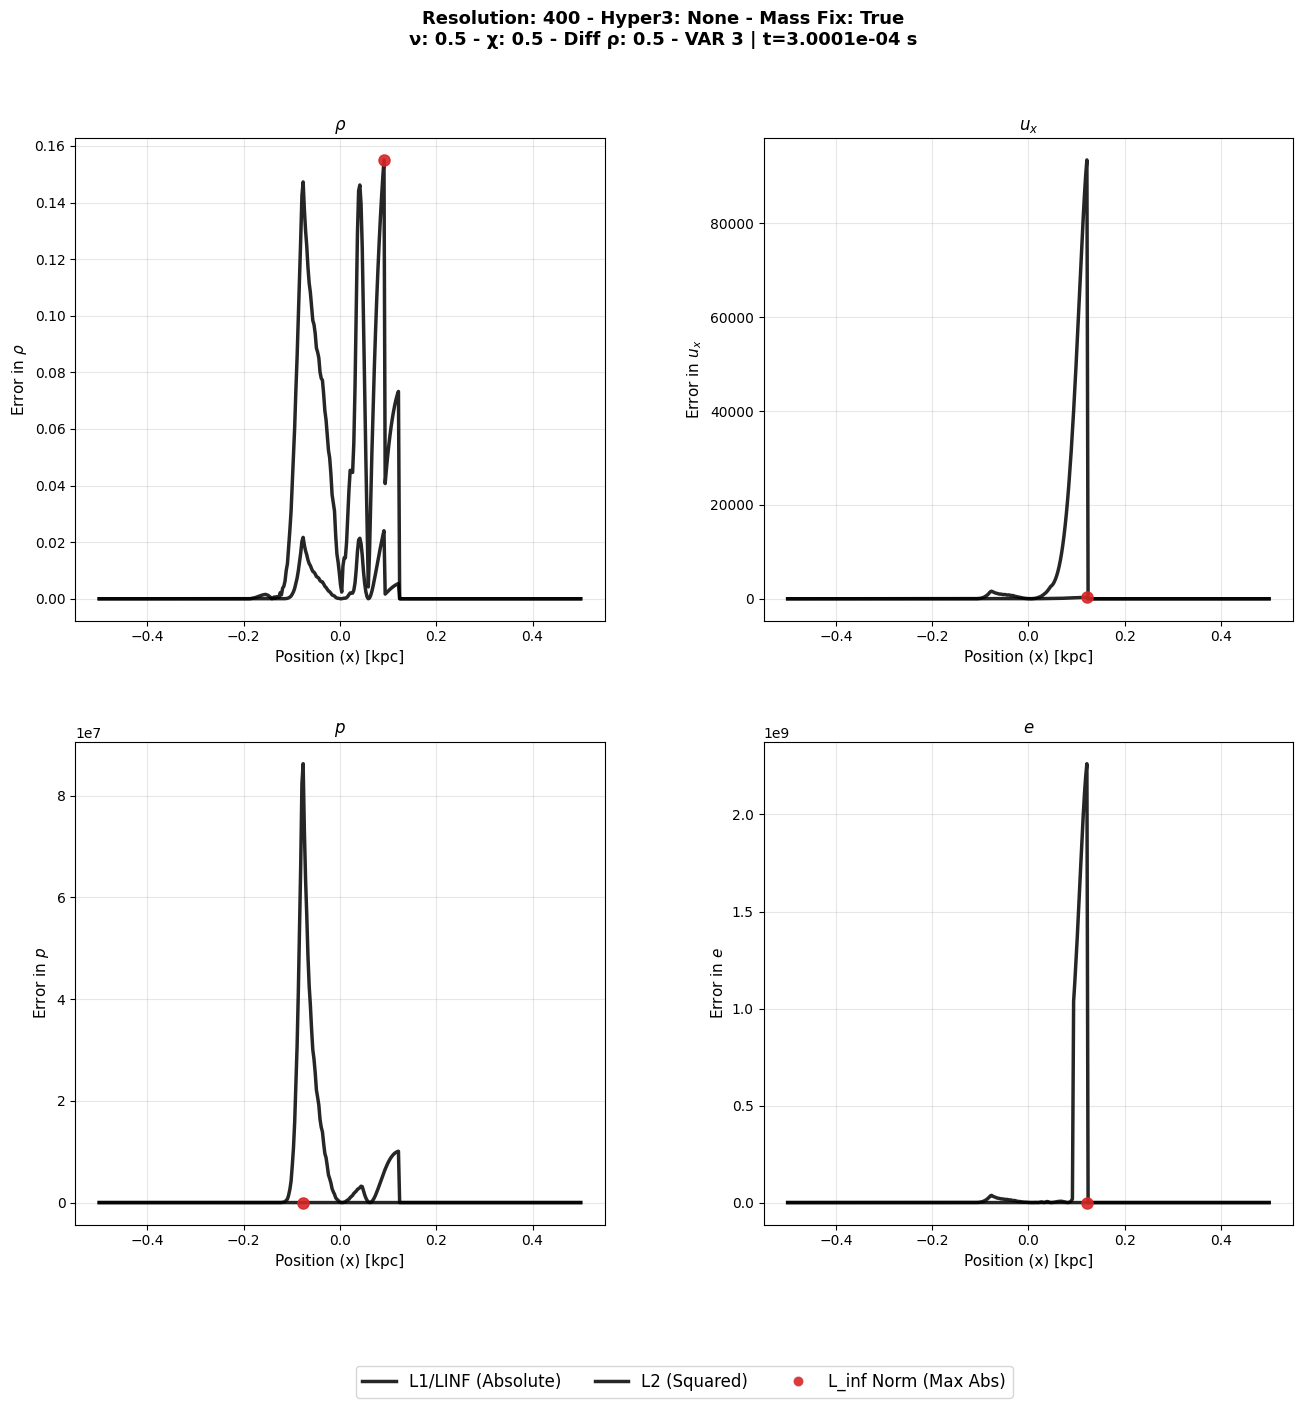 Resolution: 400 - Hyper3: None - Mass Fix: True
ν: 0.5 - χ: 0.5 - Diff ρ: 0.5 - VAR 3 | t=3.0001e-04 s
ρ
0.16
0.14
0.12
0.10
0.08
0.06
0.04
0.02
0.00
Error in ρ
−0.4 −0.2 0.0 0.2 0.4
Position (x) [kpc]
u_x
80000
60000
40000
20000
0
Error in u_x
−0.4 −0.2 0.0 0.2 0.4
Position (x) [kpc]
p
1e7
8
6
4
2
0
Error in p
−0.4 −0.2 0.0 0.2 0.4
Position (x) [kpc]
e
1e9
2.0
1.5
1.0
0.5
0.0
Error in e
−0.4 −0.2 0.0 0.2 0.4
Position (x) [kpc]
L1/LINF (Absolute) L2 (Squared) L_inf Norm (Max Abs)